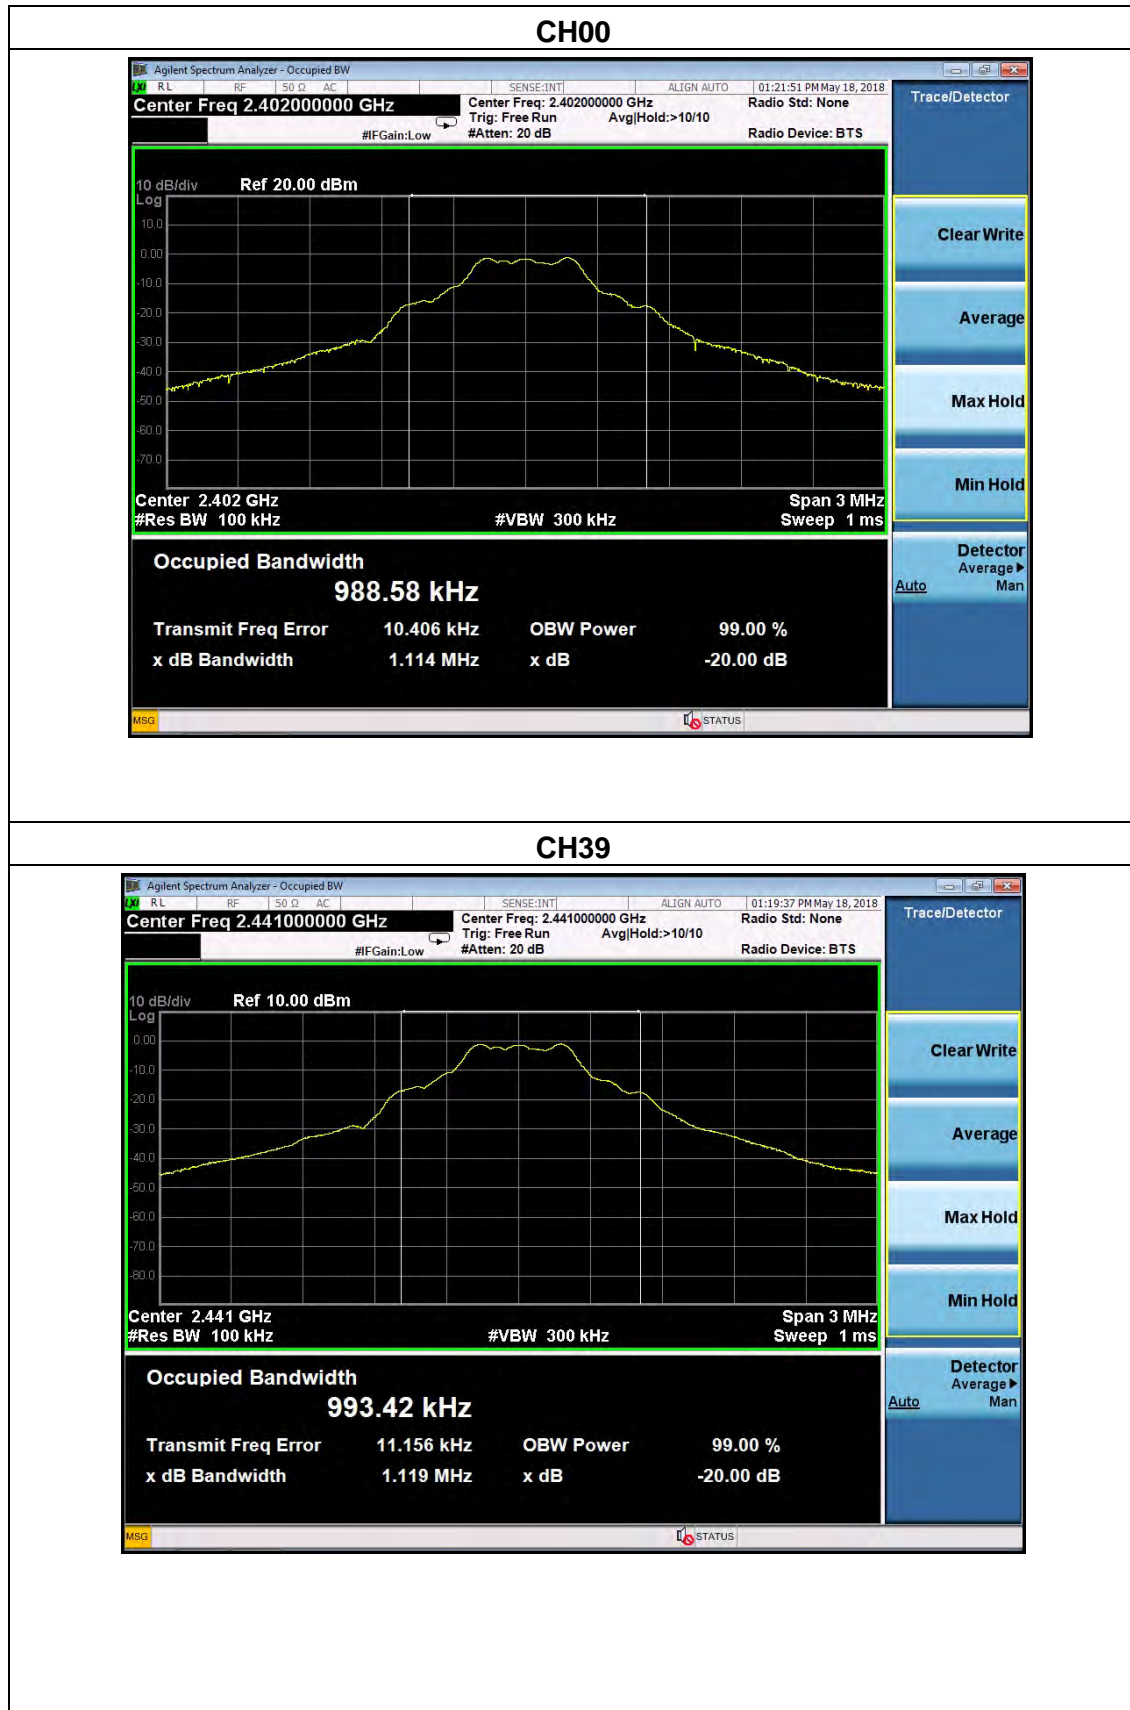 CH00
Agilent Spectrum Analyzer - Occupied BW
LXI RL RF 50 Ω AC SENSE:INT ALIGN AUTO 01:21:51 PM May 18, 2018
Center Freq 2.402000000 GHz Center Freq: 2.402000000 GHz Radio Std: None
Trig: Free Run Avg|Hold:>10/10
#IFGain:Low #Atten: 20 dB Radio Device: BTS
Trace/Detector
10 dB/div Ref 20.00 dBm
Log
10.0
0.00
-10.0
-20.0
-30.0
-40.0
-50.0
-60.0
-70.0
Center 2.402 GHz Span 3 MHz
#Res BW 100 kHz #VBW 300 kHz Sweep 1 ms
Clear Write
Average
Max Hold
Min Hold
Detector
Average▶
Auto Man
Occupied Bandwidth
988.58 kHz
Transmit Freq Error 10.406 kHz OBW Power 99.00 %
x dB Bandwidth 1.114 MHz x dB -20.00 dB
MSG STATUS
CH39
Agilent Spectrum Analyzer - Occupied BW
LXI RL RF 50 Ω AC SENSE:INT ALIGN AUTO 01:19:37 PM May 18, 2018
Center Freq 2.441000000 GHz Center Freq: 2.441000000 GHz Radio Std: None
Trig: Free Run Avg|Hold:>10/10
#IFGain:Low #Atten: 20 dB Radio Device: BTS
Trace/Detector
10 dB/div Ref 10.00 dBm
Log
0.00
-10.0
-20.0
-30.0
-40.0
-50.0
-60.0
-70.0
-80.0
Center 2.441 GHz Span 3 MHz
#Res BW 100 kHz #VBW 300 kHz Sweep 1 ms
Clear Write
Average
Max Hold
Min Hold
Detector
Average▶
Auto Man
Occupied Bandwidth
993.42 kHz
Transmit Freq Error 11.156 kHz OBW Power 99.00 %
x dB Bandwidth 1.119 MHz x dB -20.00 dB
MSG STATUS